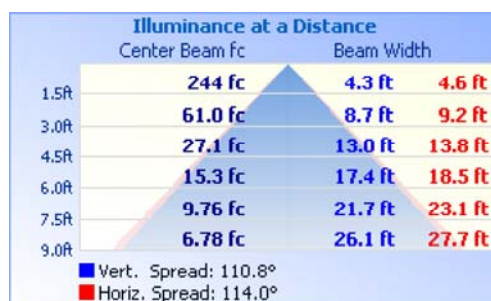 Illuminance at a Distance
Center Beam fc Beam Width
1.5ft 244 fc 4.3 ft 4.6 ft
3.0ft 61.0 fc 8.7 ft 9.2 ft
4.5ft 27.1 fc 13.0 ft 13.8 ft
6.0ft 15.3 fc 17.4 ft 18.5 ft
7.5ft 9.76 fc 21.7 ft 23.1 ft
9.0ft 6.78 fc 26.1 ft 27.7 ft
Vert. Spread: 110.8°
Horiz. Spread: 114.0°